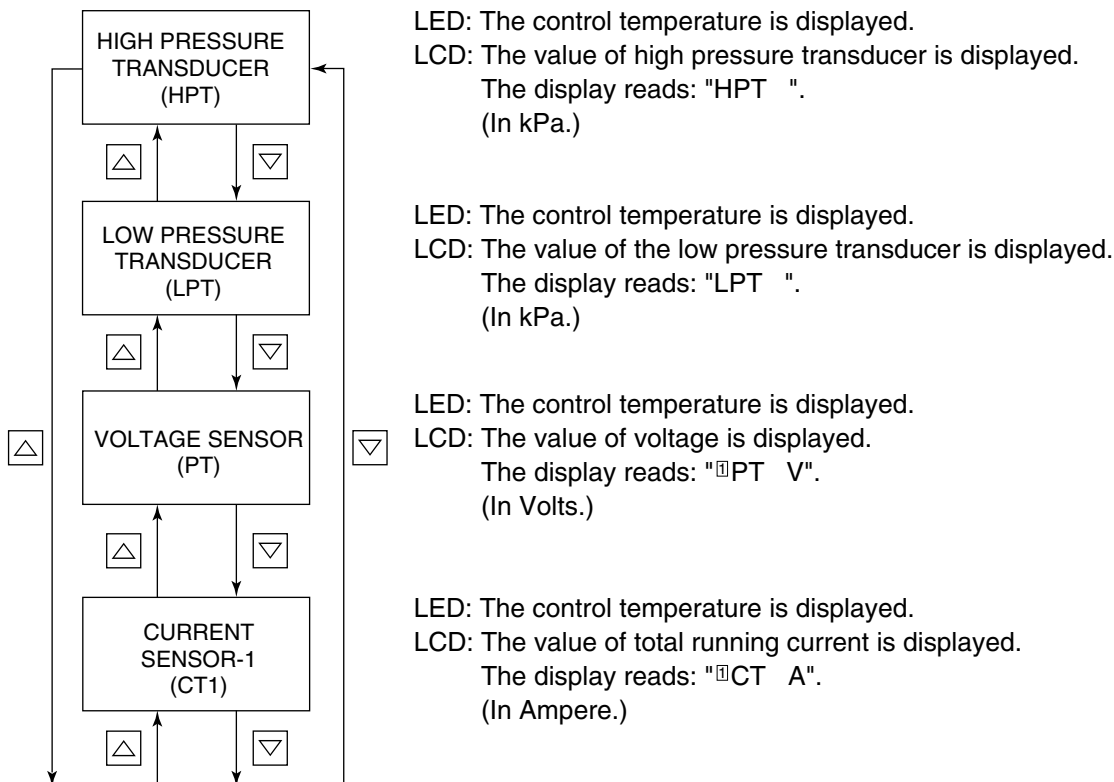 HIGH PRESSURE
TRANSDUCER
(HPT)
LED: The control temperature is displayed.
LCD: The value of high pressure transducer is displayed.
The display reads: "HPT   ".
(In kPa.)
△ ▽
LOW PRESSURE
TRANSDUCER
(LPT)
LED: The control temperature is displayed.
LCD: The value of the low pressure transducer is displayed.
The display reads: "LPT   ".
(In kPa.)
△ ▽
△
VOLTAGE SENSOR
(PT)
▽
LED: The control temperature is displayed.
LCD: The value of voltage is displayed.
The display reads: "1PT   V".
(In Volts.)
△ ▽
CURRENT
SENSOR-1
(CT1)
LED: The control temperature is displayed.
LCD: The value of total running current is displayed.
The display reads: "1CT   A".
(In Ampere.)
△ ▽